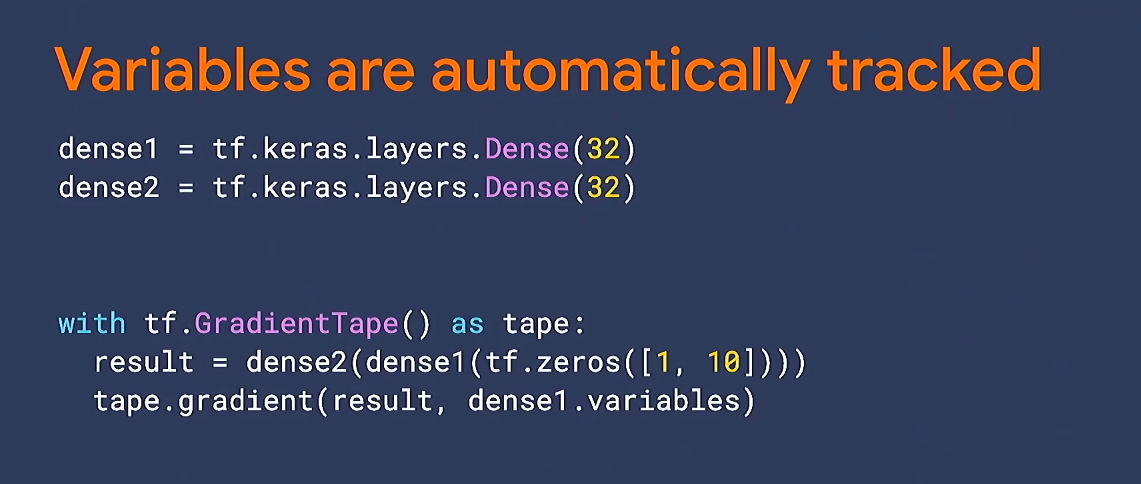 Variables are automatically tracked
dense1 = tf.keras.layers.Dense(32)
dense2 = tf.keras.layers.Dense(32)
with tf.GradientTape() as tape:
  result = dense2(dense1(tf.zeros([1, 10])))
  tape.gradient(result, dense1.variables)